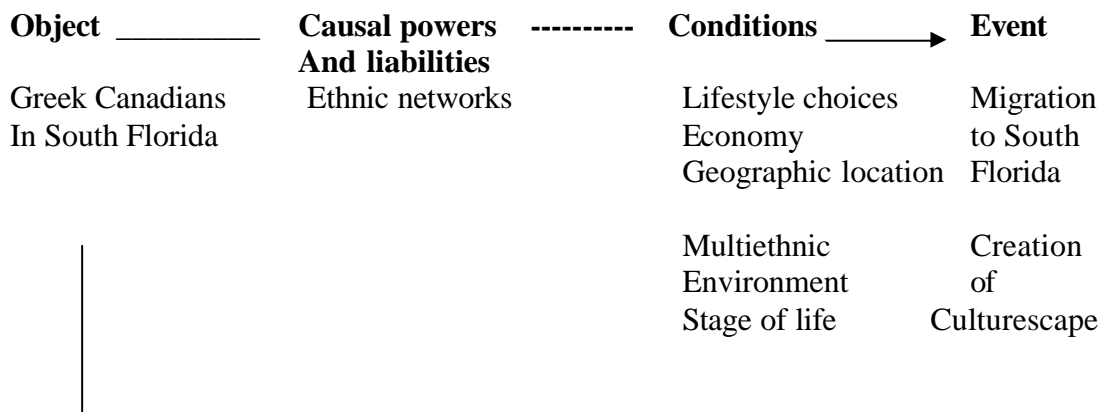 Object _________ Causal powers ---------- Conditions Event
And liabilities
Greek Canadians Ethnic networks Lifestyle choices Migration
In South Florida Economy to South
Geographic location Florida
Multiethnic Creation
Environment of
Stage of life Culturescape